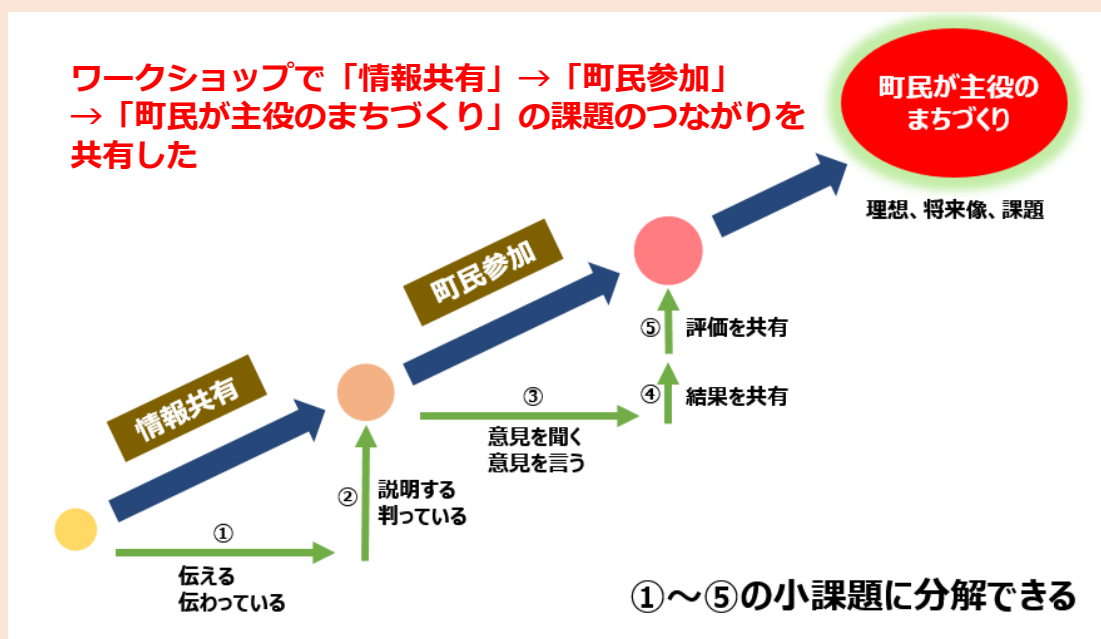 ワークショップで「情報共有」→「町民参加」
→「町民が主役のまちづくり」の課題のつながりを
共有した
町民が主役の
まちづくり
理想、将来像、課題
町民参加
⑤ 評価を共有
④ 結果を共有
情報共有
③
意見を聞く
意見を言う
② 説明する
判っている
①
伝える
伝わっている
①～⑤の小課題に分解できる